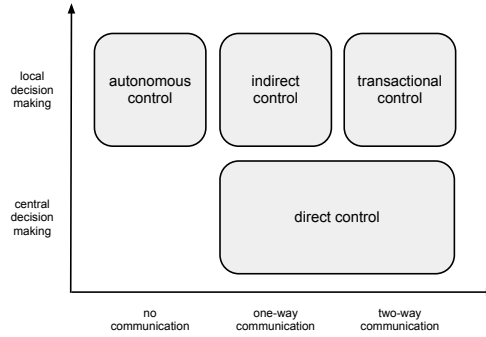 local
decision
making
autonomous
control
indirect
control
transactional
control
central
decision
making
direct control
no
communication
one-way
communication
two-way
communication